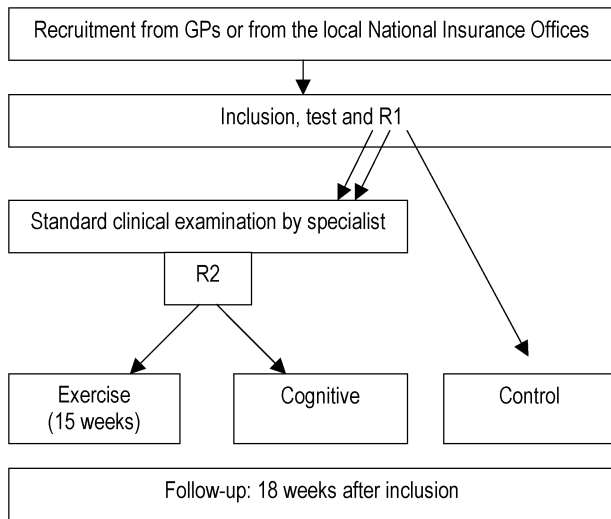 Recruitment from GPs or from the local National Insurance Offices
Inclusion, test and R1
Standard clinical examination by specialist
R2
Exercise
(15 weeks)
Cognitive
Control
Follow-up: 18 weeks after inclusion